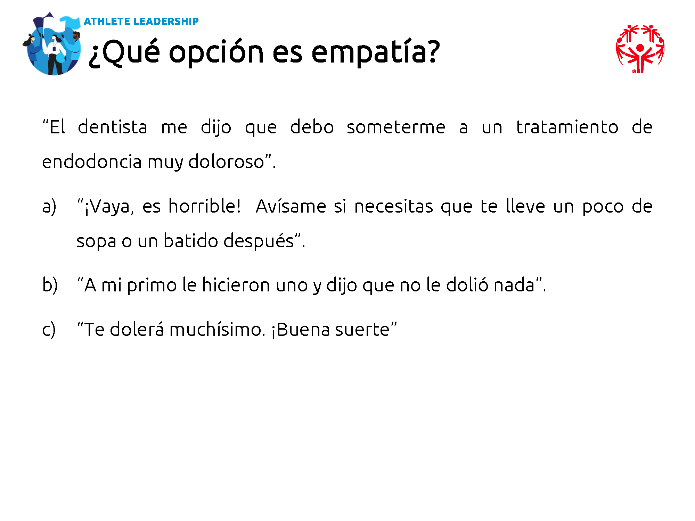 ATHLETE LEADERSHIP
¿Qué opción es empatía?
“El dentista me dijo que debo someterme a un tratamiento de
endodoncia muy doloroso”.
a) “¡Vaya, es horrible! Avísame si necesitas que te lleve un poco de
sopa o un batido después”.
b) “A mi primo le hicieron uno y dijo que no le dolió nada”.
c) “Te dolerá muchísimo. ¡Buena suerte”